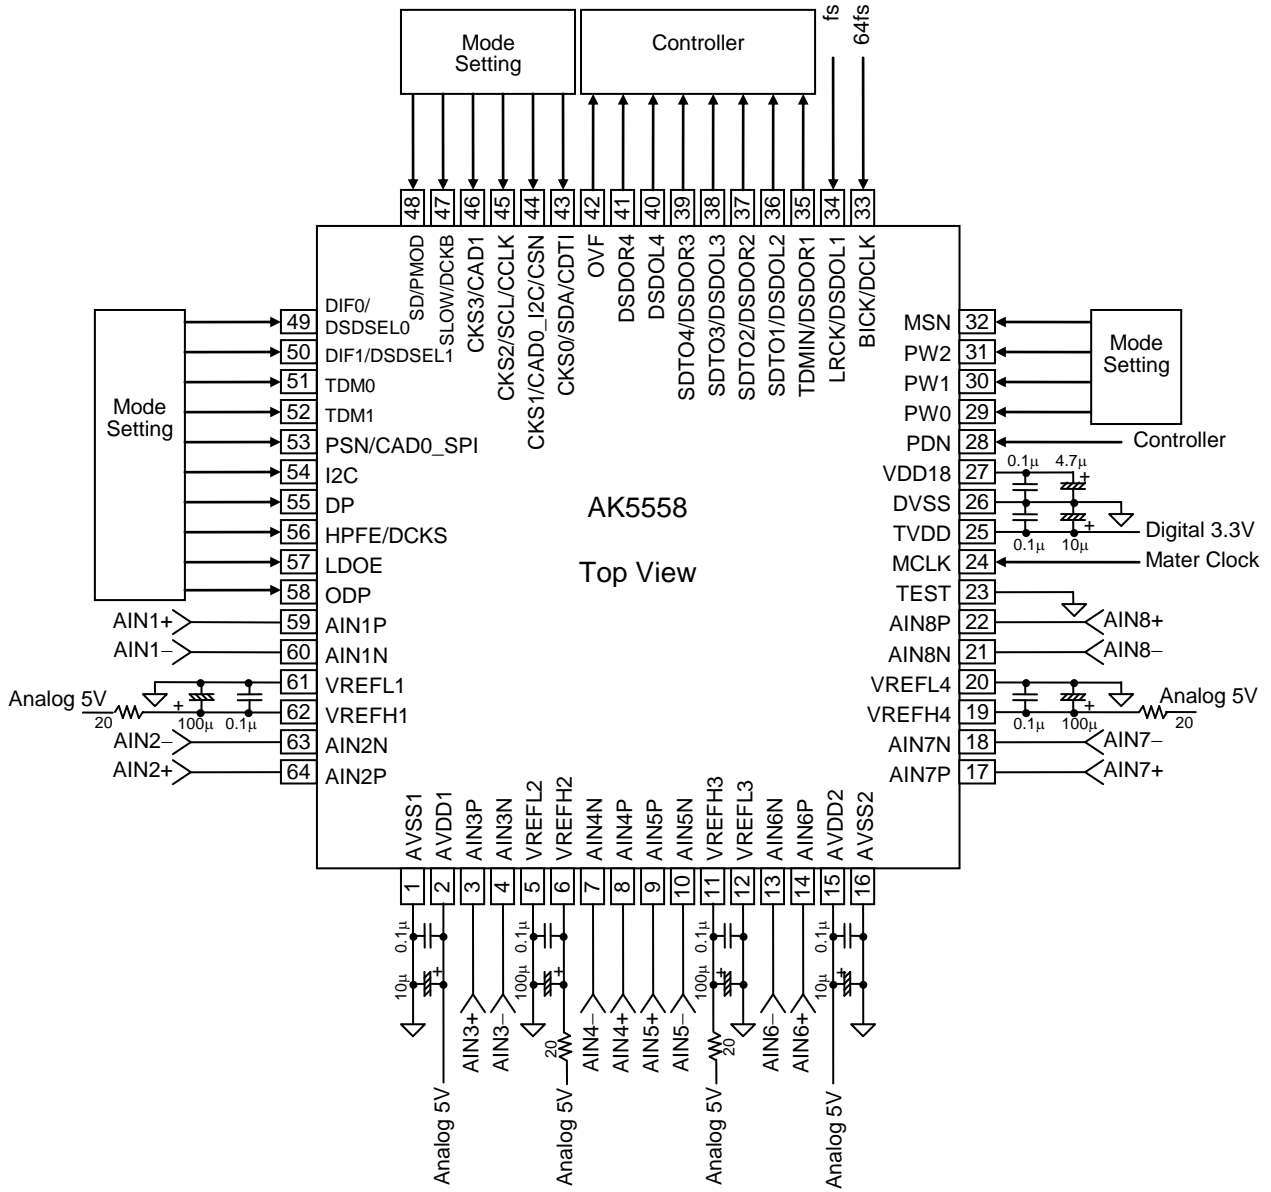 Mode
Setting
Controller
fs
64fs
48
47
46
45
44
43
42
41
40
39
38
37
36
35
34
33
SD/PMOD
SLOW/DCKB
CKS3/CAD1
CKS2/SCL/CCLK
CKS1/CAD0_I2C/CSN
CKS0/SDA/CDTI
OVF
DSDOR4
DSDOL4
SDTO4/DSDOR3
SDTO3/DSDOL3
SDTO2/DSDOR2
SDTO1/DSDOL2
TDMIN/DSDOR1
LRCK/DSDOL1
BICK/DCLK
Mode
Setting
49 DIF0/
DSDSEL0
50 DIF1/DSDSEL1
51 TDM0
52 TDM1
53 PSN/CAD0_SPI
54 I2C
55 DP
56 HPFE/DCKS
57 LDOE
58 ODP
AIN1+ 59 AIN1P
AIN1− 60 AIN1N
61 VREFL1
Analog 5V
20
+
100μ 0.1μ
62 VREFH1
AIN2− 63 AIN2N
AIN2+ 64 AIN2P
AK5558
Top View
MSN 32
PW2 31
PW1 30
PW0 29
Mode
Setting
PDN 28 Controller
VDD18 27
0.1μ 4.7μ
+
DVSS 26
TVDD 25 Digital 3.3V
0.1μ 10μ
+
MCLK 24 Mater Clock
TEST 23
AIN8P 22 AIN8+
AIN8N 21 AIN8−
VREFL4 20
VREFH4 19
0.1μ 100μ
+
Analog 5V
20
AIN7N 18 AIN7−
AIN7P 17 AIN7+
AVSS1
AVDD1
AIN3P
AIN3N
VREFL2
VREFH2
AIN4N
AIN4P
AIN5P
AIN5N
VREFH3
VREFL3
AIN6N
AIN6P
AVDD2
AVSS2
1
2
3
4
5
6
7
8
9
10
11
12
13
14
15
16
0.1μ
10μ
+
Analog 5V
AIN3+
AIN3−
0.1μ
100μ
+
20
Analog 5V
AIN4−
AIN4+
AIN5+
AIN5−
0.1μ
100μ
+
20
Analog 5V
AIN6−
AIN6+
0.1μ
10μ
+
Analog 5V